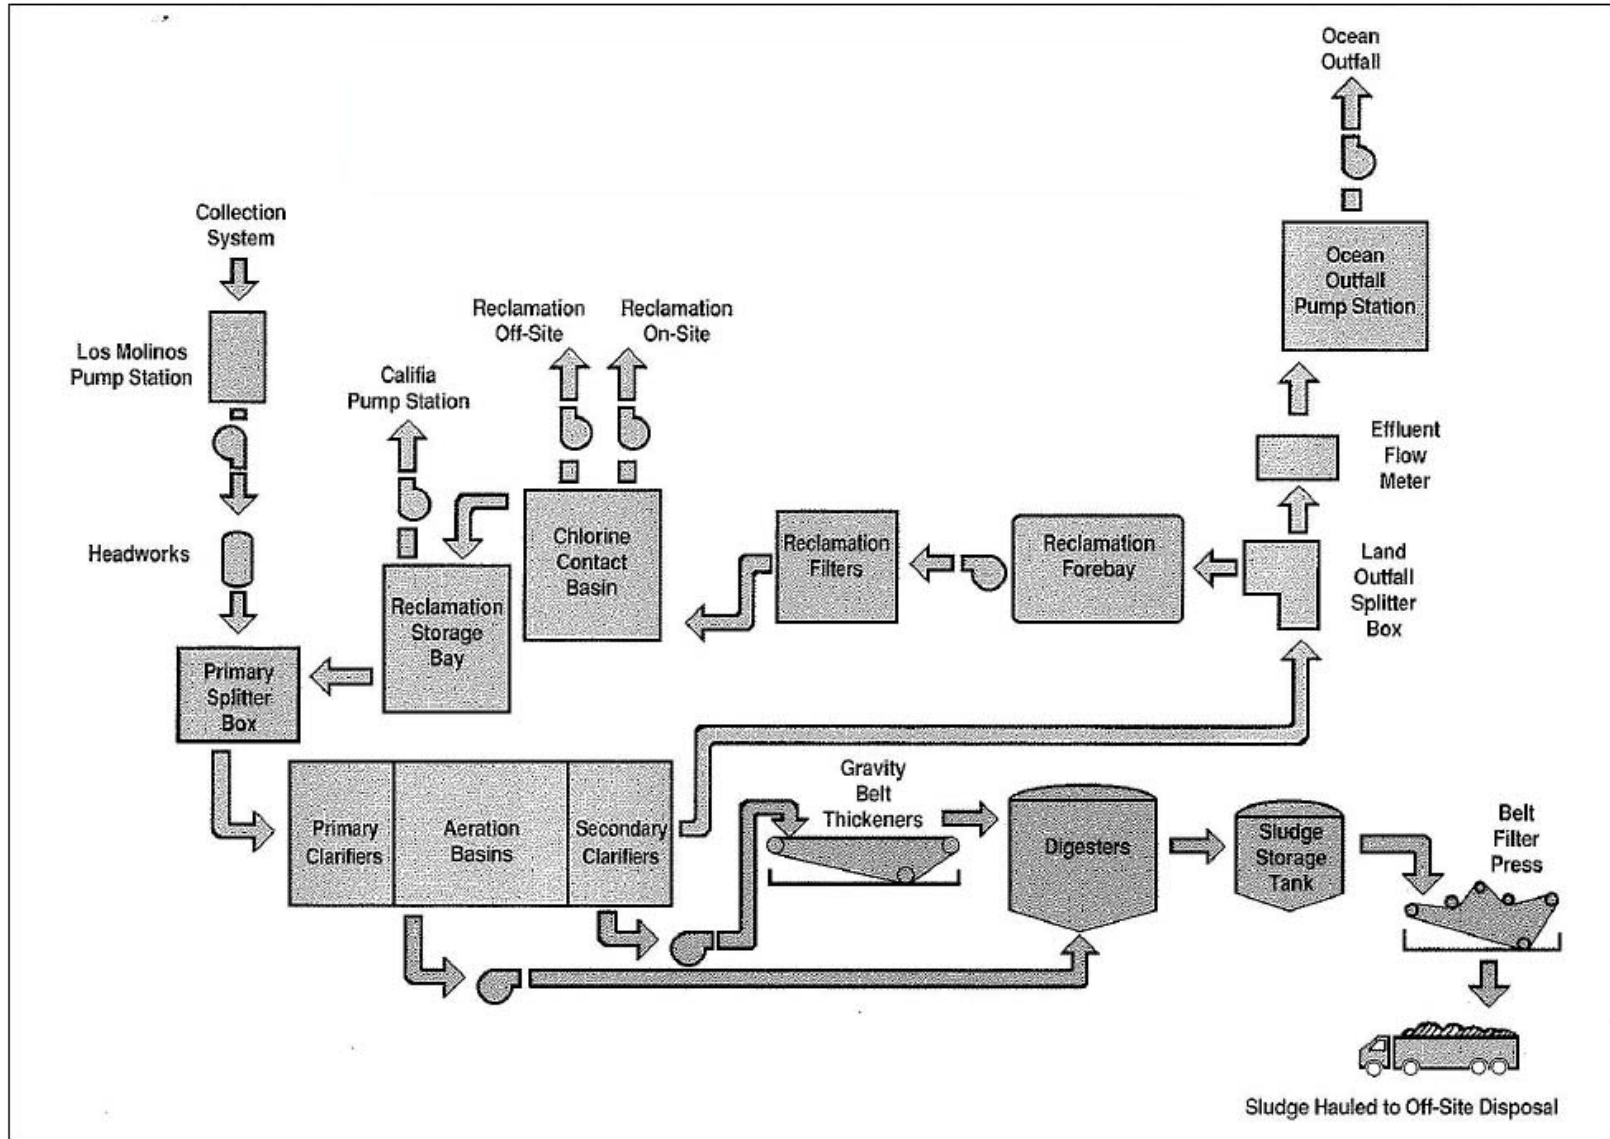 Ocean
Outfall
Collection
System
Ocean
Outfall
Pump Station
Reclamation
Off-Site
Reclamation
On-Site
Los Molinos
Pump Station
Califia
Pump Station
Effluent
Flow
Meter
Headworks
Chlorine
Contact
Basin
Reclamation
Filters
Reclamation
Forebay
Land
Outfall
Splitter
Box
Reclamation
Storage
Bay
Primary
Splitter
Box
Gravity
Belt
Thickeners
Primary
Clarifiers
Aeration
Basins
Secondary
Clarifiers
Digesters
Sludge
Storage
Tank
Belt
Filter
Press
Sludge Hauled to Off-Site Disposal